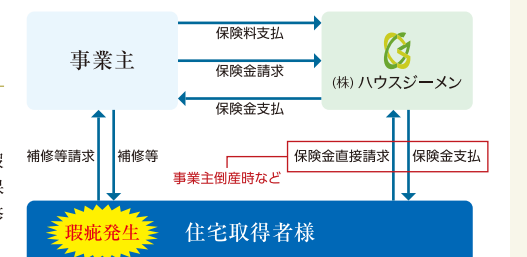 保険料支払
事業主
保険金請求
(株)ハウスジーメン
保険金支払
補修等請求
補修等
保険金直接請求
保険金支払
事業主倒産時など
瑕疵発生
住宅取得者様